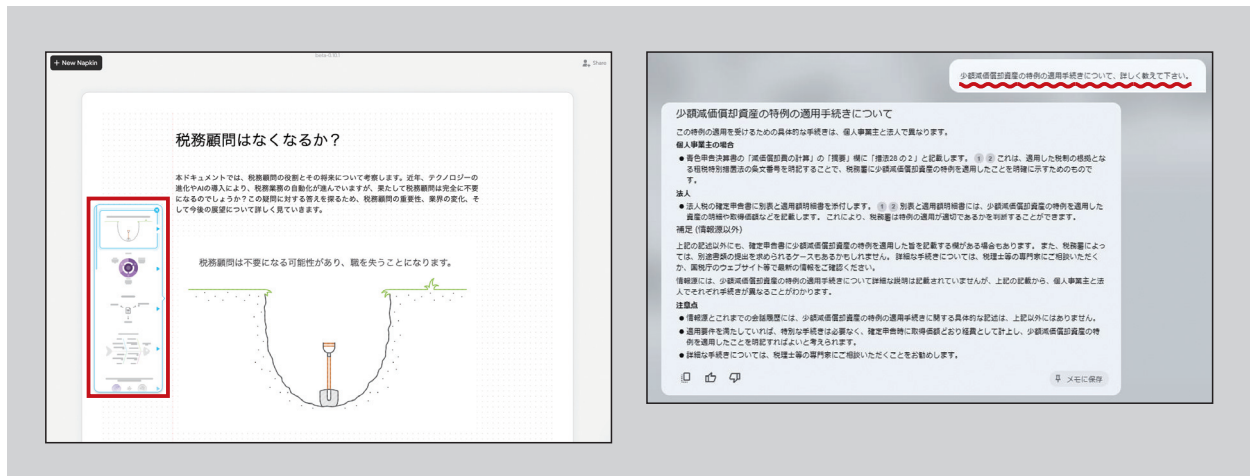 + New Napkin
beta-0.10.1
Share
税務顧問はなくなるか？
本ドキュメントでは、税務顧問の役割とその将来について考察します。近年、テクノロジーの
進化やAIの導入により、税務業務の自動化が進んでいますが、果たして税務顧問は完全に不要
になるのでしょうか？この疑問に対する答えを探るため、税務顧問の重要性、業界の変化、そ
して今後の展望について詳しく見ていきます。
税務顧問は不要になる可能性があり、職を失うことになります。
少額減価償却資産の特例の適用手続きについて、詳しく教えて下さい。
少額減価償却資産の特例の適用手続きについて
この特例の適用を受けるための具体的な手続きは、個人事業主と法人で異なります。
個人事業主の場合
● 青色申告決算書の「減価償却費の計算」の「摘要」欄に「措法28 の 2 」と記載します。 1 2 これは、適用した税制の根拠とな
る租税特別措置法の条文番号を明記することで、税務署に少額減価償却資産の特例を適用したことを明確に示すためのもので
す。
法人
● 法人税の確定申告書に別表と適用額明細書を添付します。 1 3 別表と適用額明細書には、少額減価償却資産の特例を適用した
資産の明細や取得価額などを記載します。 これにより、税務署は特例の適用が適切であるかを判断することができます。
補足 (情報源以外)
上記の記述以外にも、確定申告書に少額減価償却資産の特例を適用した旨を記載する欄がある場合もあります。 また、税務署によっ
ては、別途書類の提出を求められるケースもあるかもしれません。 詳細な手続きについては、税理士等の専門家にご相談いただく
か、国税庁のウェブサイト等で最新の情報をご確認ください。
情報源には、少額減価償却資産の特例の適用手続きについて詳細な説明は記載されていませんが、上記の記載から、個人事業主と法
人でそれぞれ手続きが異なることがわかります。
注意点
● 情報源とこれまでの会話履歴には、少額減価償却資産の特例の適用手続きに関する具体的な記述は、上記以外にはありません。
● 適用要件を満たしていれば、特別な手続きは必要なく、確定申告時に取得価額どおり経費として計上し、少額減価償却資産の特
例を適用したことを明記すればよいと考えられます。
● 詳細な手続きについては、税理士等の専門家にご相談いただくことをお勧めします。
メモに保存